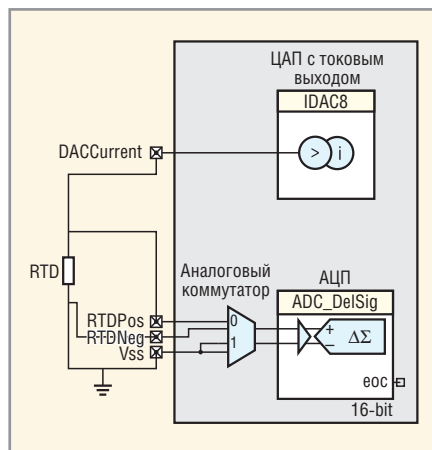 ЦАП с токовым
выходом
IDAC8
> i
DACCurrent
RTD
Аналоговый
коммутатор
АЦП
ADC_DelSig
RTDPos
RTDNeg
Vss
0
1
+
−
ΔΣ
eoc
16-bit